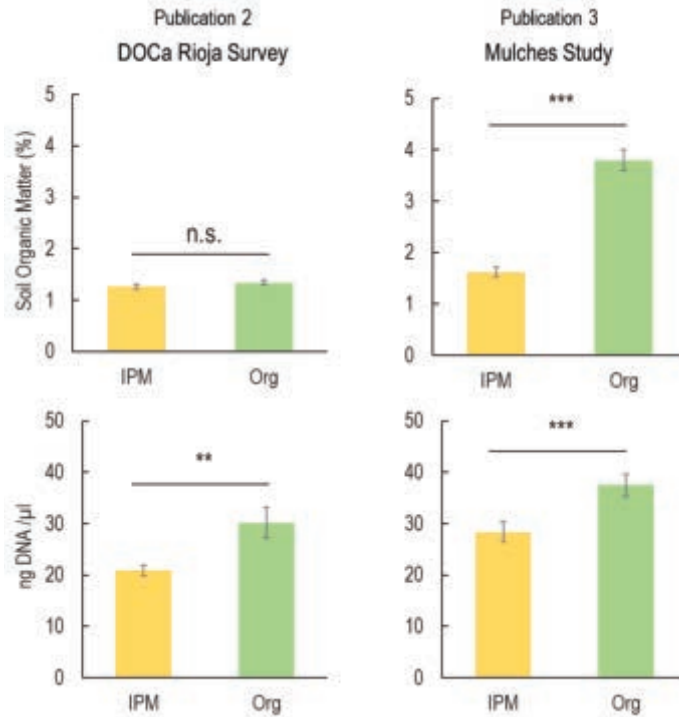 Publication 2
DOCa Rioja Survey
Publication 3
Mulches Study
Soil Organic Matter (%)
5
4
3
2
1
0
n.s.
IPM
Org
5
4
3
2
1
0
***
IPM
Org
ng DNA /µl
50
40
30
20
10
0
**
IPM
Org
50
40
30
20
10
0
***
IPM
Org